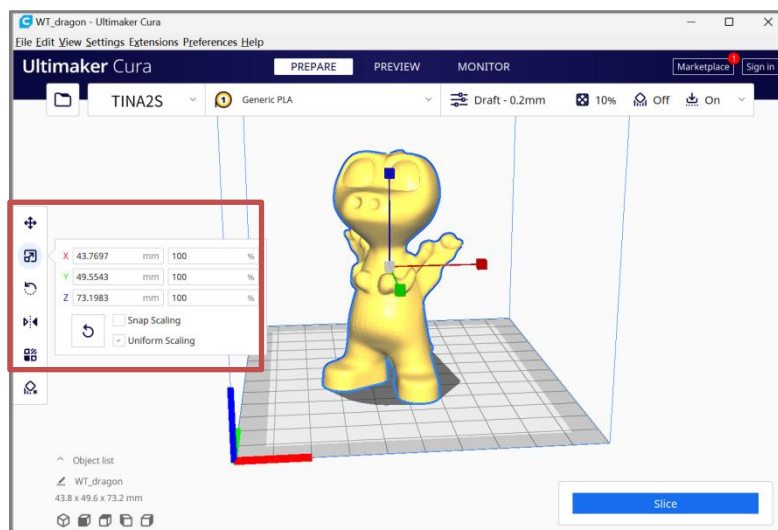 WT_dragon - Ultimaker Cura
File Edit View Settings Extensions Preferences Help
Ultimaker Cura PREPARE PREVIEW MONITOR Marketplace 1 Sign in
TINA2S 1 Generic PLA Draft - 0.2mm 10% Off On
X 43.7697 mm 100 %
Y 49.5543 mm 100 %
Z 73.1983 mm 100 %
Snap Scaling
Uniform Scaling
Object list
WT_dragon
43.8 x 49.6 x 73.2 mm
Slice